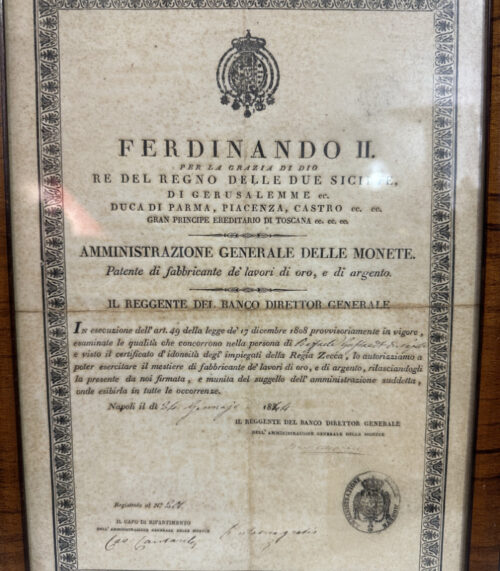 FERDINANDO II.
PER LA GRAZIA DI DIO
RE DEL REGNO DELLE DUE SICILIE,
DI GERUSALEMME ec.
DUCA DI PARMA, PIACENZA, CASTRO ec. ec.
GRAN PRINCIPE EREDITARIO DI TOSCANA ec. ec. ec.
AMMINISTRAZIONE GENERALE DELLE MONETE.
Patente di fabbricante de' lavori di oro, e di argento.
IL REGGENTE DEL BANCO DIRETTOR GENERALE
IN esecuzione dell' art. 49 della legge de' 17 dicembre 1808 provvisoriamente in vigore,
esaminate le qualità che concorrono nella persona di
e visto il certificato d'idoneità degl' impiegati della Regia Zecca, lo autorizziamo a
poter esercitare il mestiere di fabbricante de' lavori di oro, e di argento, rilasciandogli
la presente da noi firmata, e munita del suggello dell' amministrazione suddetta,
onde esibirla in tutte le occorrenze.
Napoli il dì
IL REGGENTE DEL BANCO DIRETTOR GENERALE
DELL' AMMINISTRAZIONE GENERALE DELLE MONETE
Registrato al N.º
IL CAPO DI RIPARTIMENTO
DELL' AMMINISTRAZIONE GENERALE DELLE MONETE